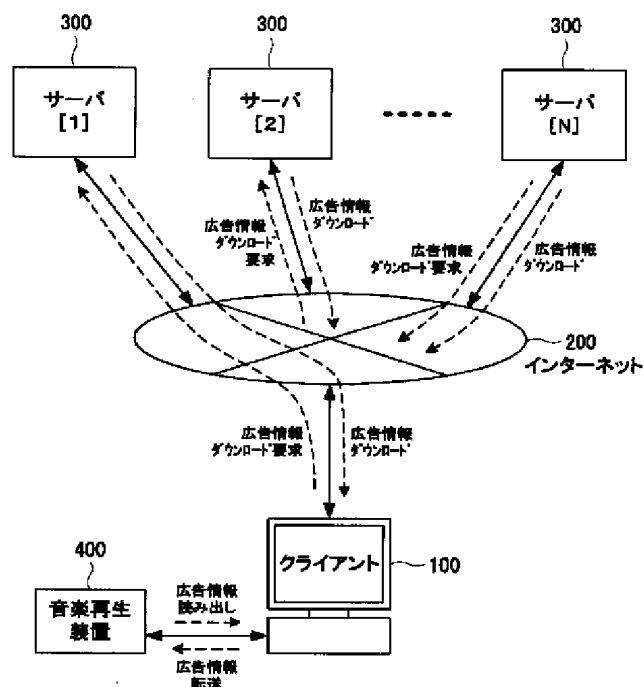 300
300
300
サーバ
[1]
サーバ
[2]
サーバ
[N]
広告情報
ダウンロード
要求
広告情報
ダウンロード
広告情報
ダウンロード要求
広告情報
ダウンロード
200
インターネット
広告情報
ダウンロード要求
広告情報
ダウンロード
クライアント
100
400
音楽再生
装置
広告情報
読み出し
広告情報
転送